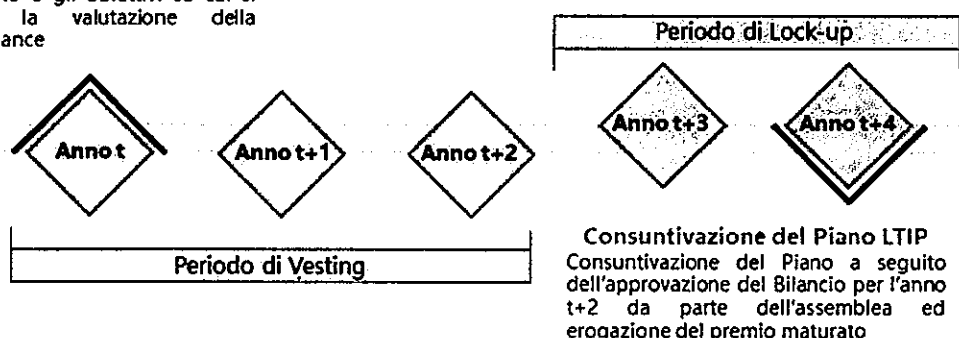 la valutazione della
ance
Periodo di Lock-up
Anno t
Anno t+1
Anno t+2
Anno t+3
Anno t+4
Periodo di Vesting
Consuntivazione del Piano LTIP
Consuntivazione del Piano a seguito
dell'approvazione del Bilancio per l'anno
t+2 da parte dell'assemblea ed
erogazione del premio maturato